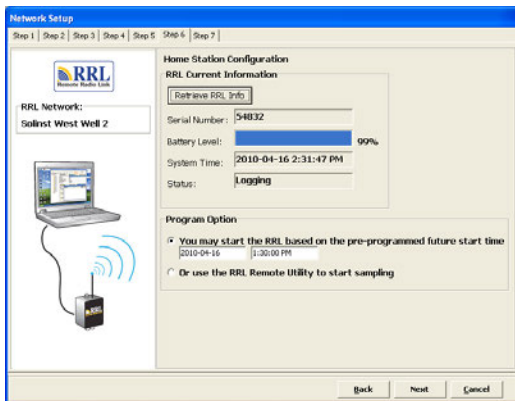 Network Setup
Step 1 Step 2 Step 3 Step 4 Step 5 Step 6 Step 7
RRL
Remote Radio Link
RRL Network:
Solinst West Well 2
Home Station Configuration
RRL Current Information
Retrieve RRL Info
Serial Number: 54832
Battery Level: 99%
System Time: 2010-04-16 2:31:47 PM
Status: Logging
Program Option
You may start the RRL based on the pre-programmed future start time
2010-04-16 1:30:00 PM
Or use the RRL Remote Utility to start sampling
Back Next Cancel